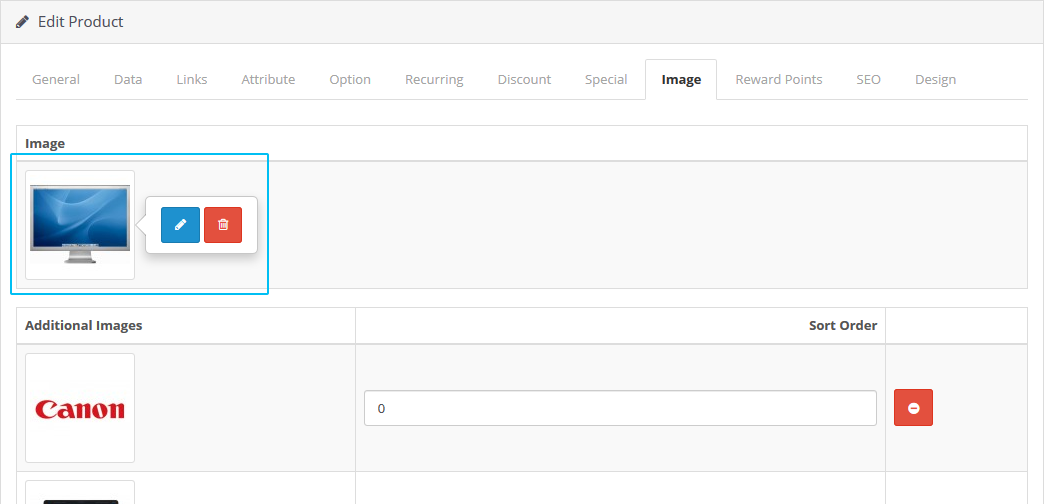 Edit Product
General Data Links Attribute Option Recurring Discount Special Image Reward Points SEO Design
Image
Additional Images Sort Order
Canon
0